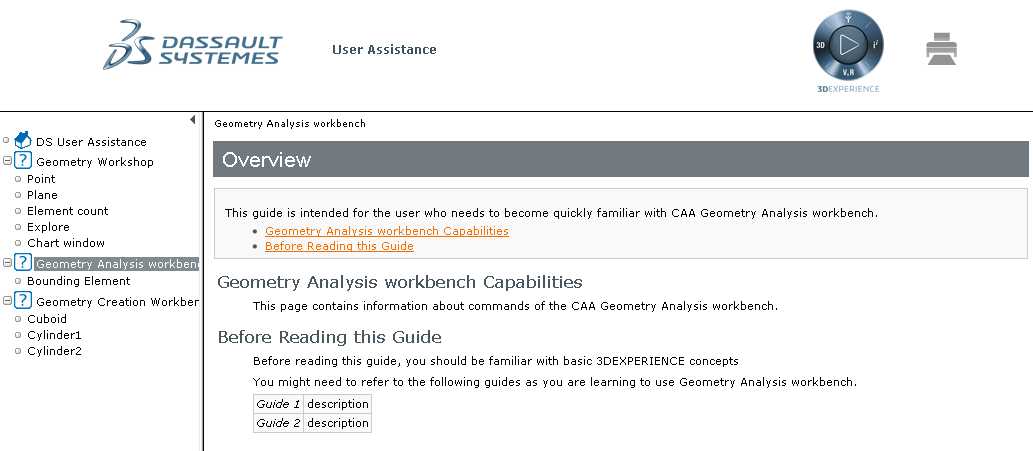 DASSAULT
SYSTEMES
User Assistance
3D
i²
V.R
3DEXPERIENCE
DS User Assistance
Geometry Workshop
Point
Plane
Element count
Explore
Chart window
Geometry Analysis workben
Bounding Element
Geometry Creation Workber
Cuboid
Cylinder1
Cylinder2
Geometry Analysis workbench
Overview
This guide is intended for the user who needs to become quickly familiar with CAA Geometry Analysis workbench.
Geometry Analysis workbench Capabilities
Before Reading this Guide
Geometry Analysis workbench Capabilities
This page contains information about commands of the CAA Geometry Analysis workbench.
Before Reading this Guide
Before reading this guide, you should be familiar with basic 3DEXPERIENCE concepts
You might need to refer to the following guides as you are learning to use Geometry Analysis workbench.
Guide 1 description
Guide 2 description